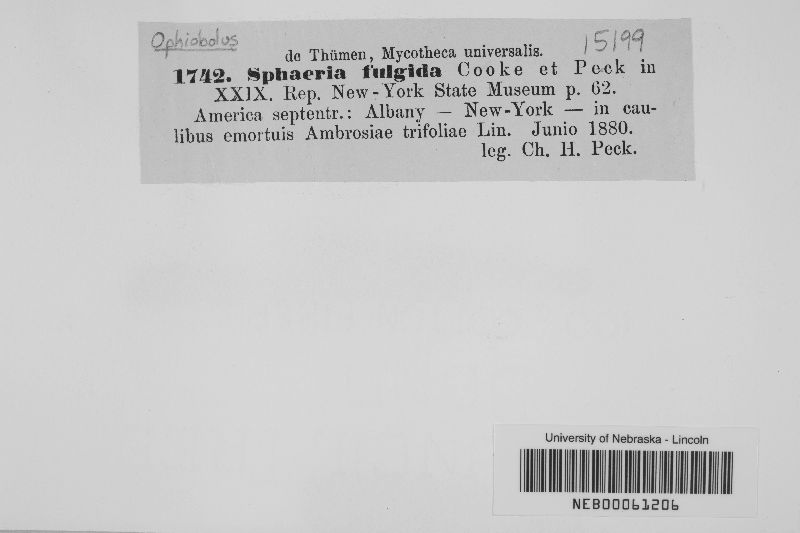 Ophiobolus
15199
de Thümen, Mycotheca universalis.
1742. Sphaeria fulgida Cooke et Peck in
XXIX. Rep. New-York State Museum p. 62.
America septentr.: Albany — New-York — in cau-
libus emortuis Ambrosiae trifoliae Lin. Junio 1880.
leg. Ch. H. Peck.
University of Nebraska - Lincoln
NEB00061206